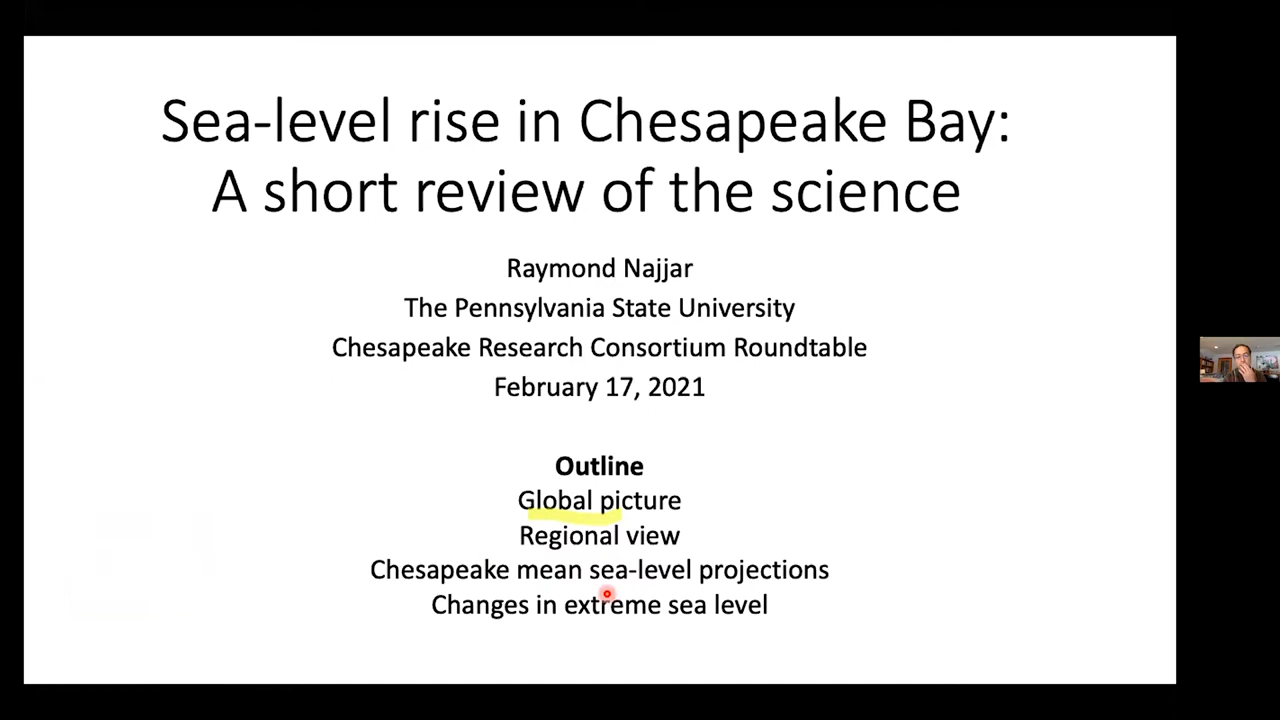 Sea-level rise in Chesapeake Bay:
A short review of the science
Raymond Najjar
The Pennsylvania State University
Chesapeake Research Consortium Roundtable
February 17, 2021
Outline
Global picture
Regional view
Chesapeake mean sea-level projections
Changes in extreme sea level